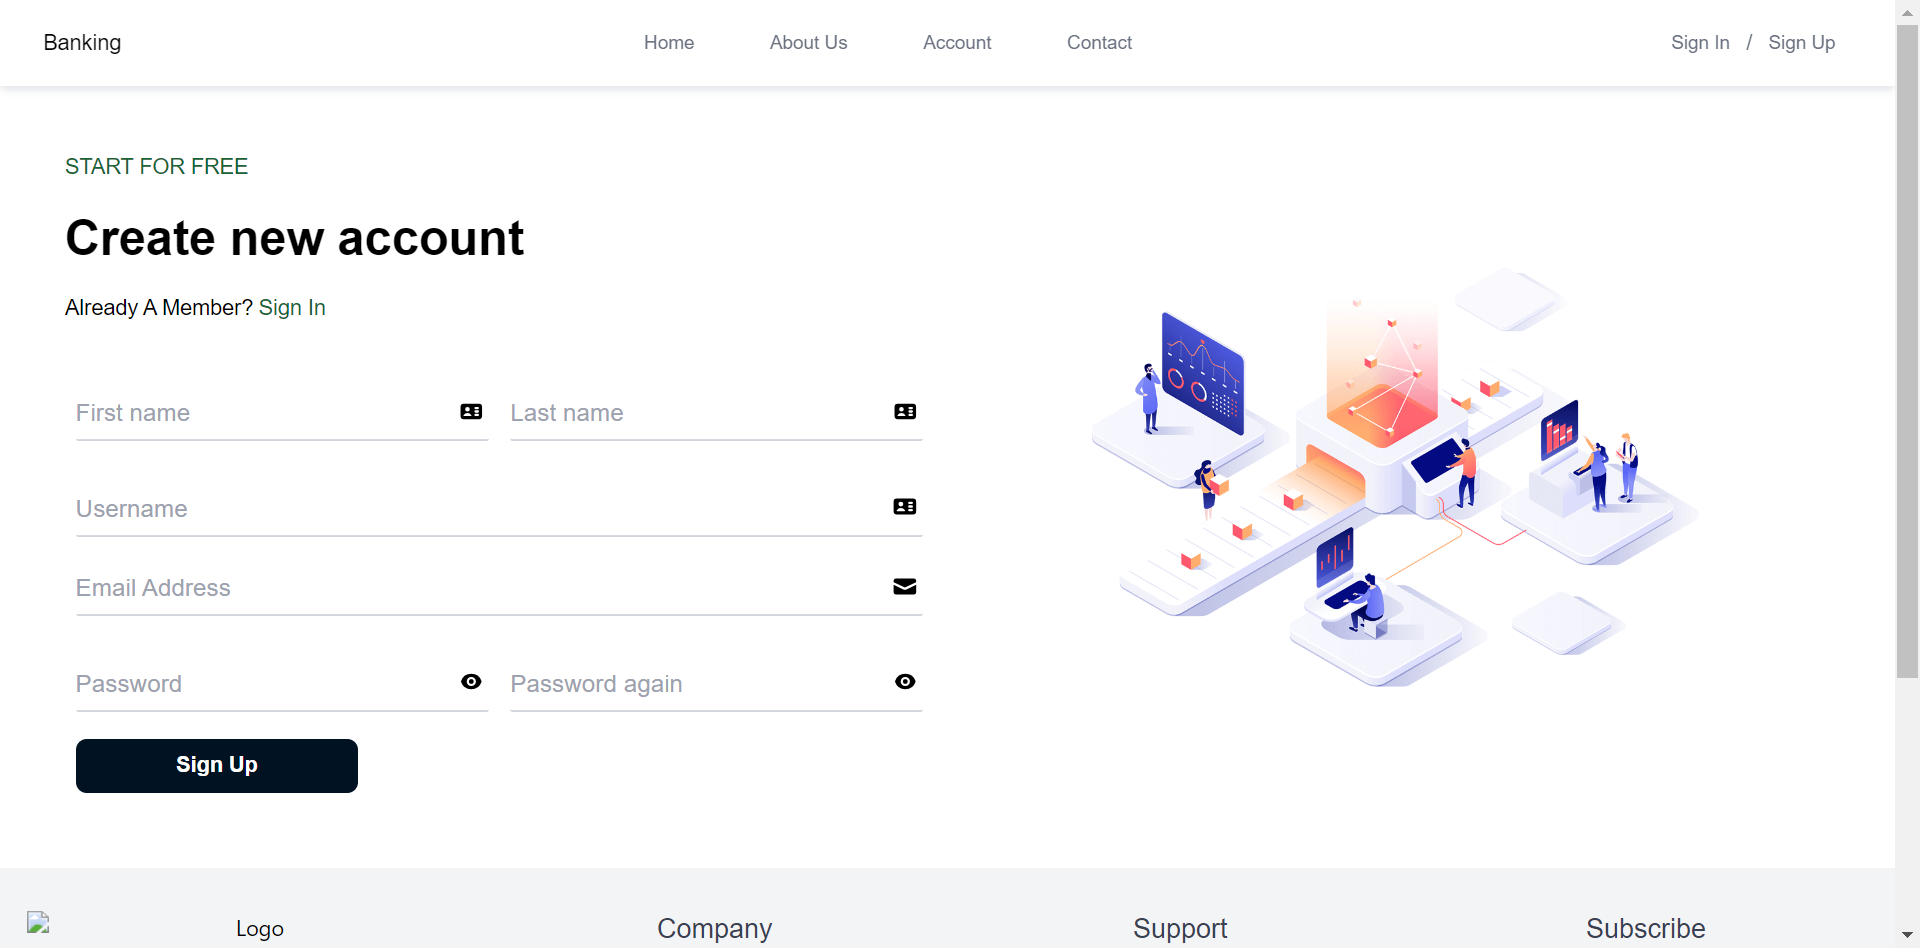 Banking
Home
About Us
Account
Contact
Sign In / Sign Up
START FOR FREE
Create new account
Already A Member? Sign In
First name
Last name
Username
Email Address
Password
Password again
Sign Up
Logo
Company
Support
Subscribe